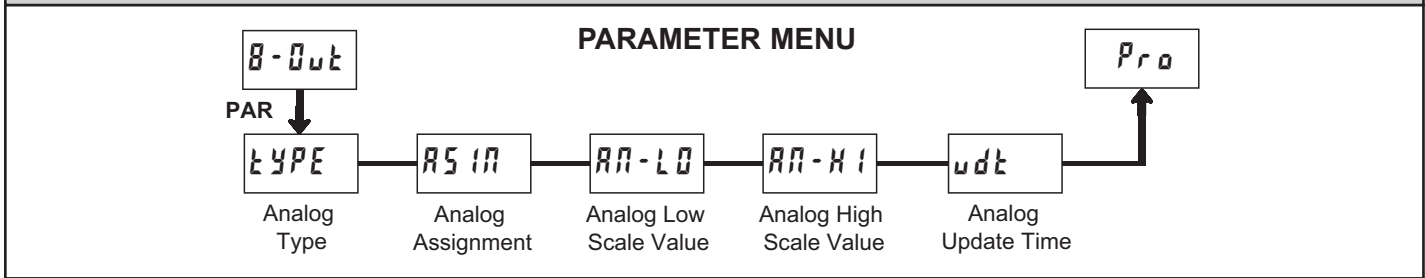 PARAMETER MENU
8-Out
Pro
PAR
tYPE
ASIN
AN-LO
AN-HI
udt
Analog
Type
Analog
Assignment
Analog Low
Scale Value
Analog High
Scale Value
Analog
Update Time